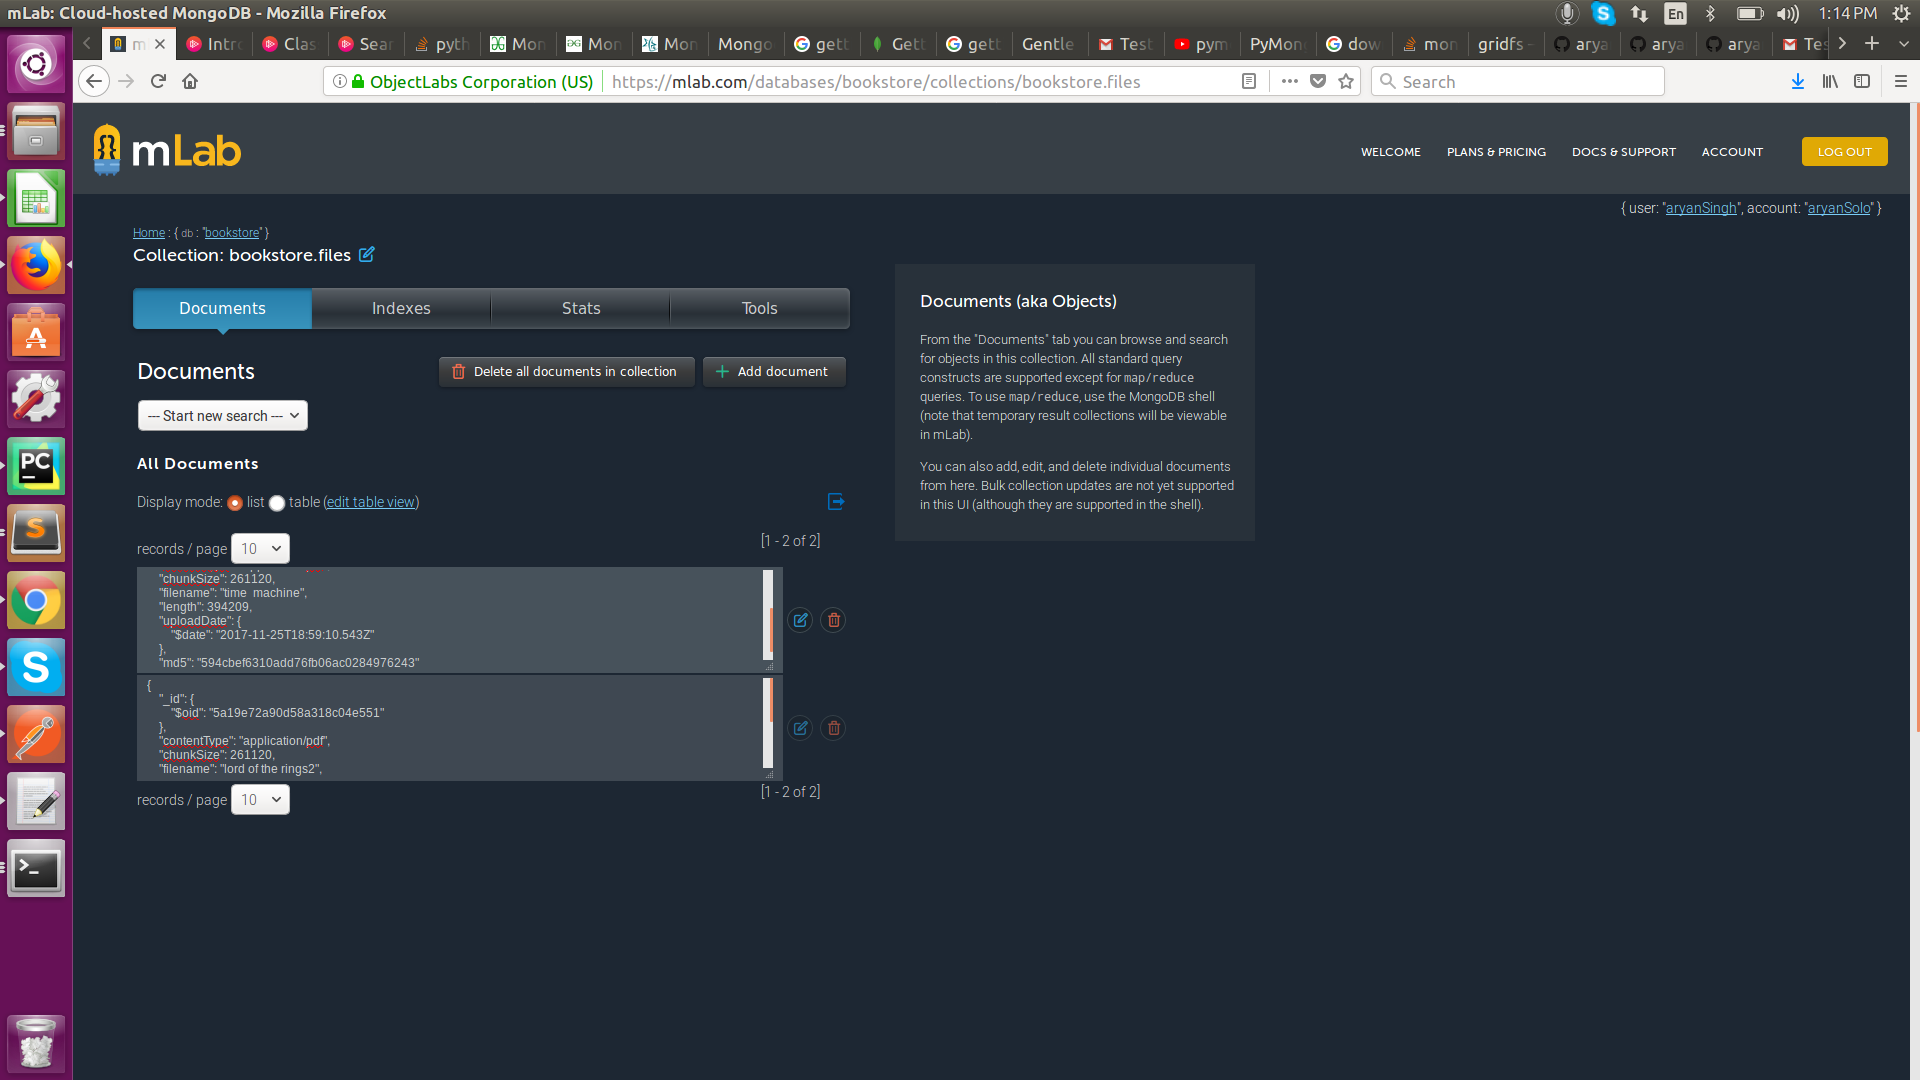 mLab: Cloud-hosted MongoDB - Mozilla Firefox
En
1:14 PM
m
Intro
Clas
Sear
pyth
Mon
Mon
Mon
Mongo
gett
Gett
gett
Gentle
Test
pym
PyMon
dow
mon
gridfs -
arya
arya
arya
Tes
ObjectLabs Corporation (US)
https://mlab.com/databases/bookstore/collections/bookstore.files
Search
mLab
WELCOME
PLANS & PRICING
DOCS & SUPPORT
ACCOUNT
LOG OUT
{ user: "aryanSingh", account: "aryanSolo" }
Home : { db : "bookstore" }
Collection: bookstore.files
Documents
Indexes
Stats
Tools
Documents
Delete all documents in collection
Add document
--- Start new search ---
All Documents
Display mode: list table (edit table view)
records / page 10
[1 - 2 of 2]
"chunkSize": 261120,
"filename": "time  machine",
"length": 394209,
"uploadDate": {
"$date": "2017-11-25T18:59:10.543Z"
},
"md5": "594cbef6310add76fb06ac0284976243"
{
"_id": {
"$oid": "5a19e72a90d58a318c04e551"
},
"contentType": "application/pdf",
"chunkSize": 261120,
"filename": "lord of the rings2",
records / page 10
[1 - 2 of 2]
Documents (aka Objects)
From the "Documents" tab you can browse and search
for objects in this collection. All standard query
constructs are supported except for map/reduce
queries. To use map/reduce, use the MongoDB shell
(note that temporary result collections will be viewable
in mLab).
You can also add, edit, and delete individual documents
from here. Bulk collection updates are not yet supported
in this UI (although they are supported in the shell).